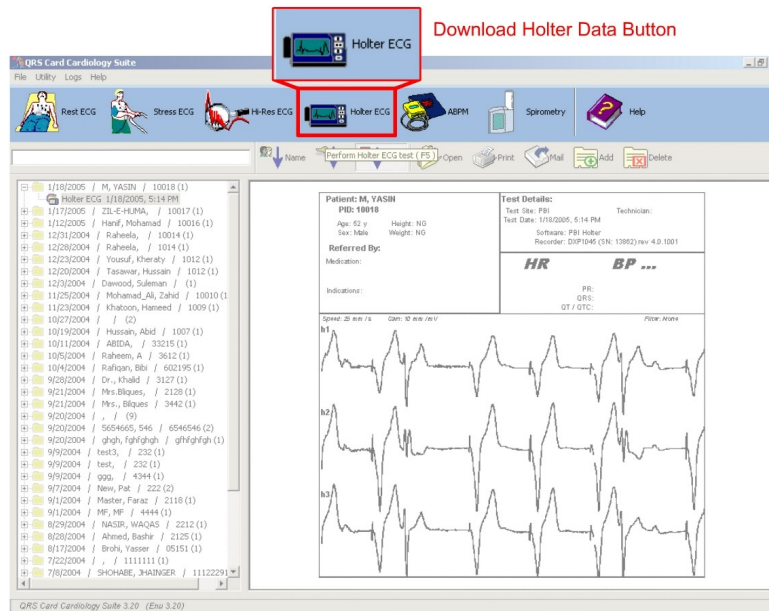 Holter ECG
Download Holter Data Button
QRS Card Cardiology Suite
File Utility Logs Help
Rest ECG
Stress ECG
Hi-Res ECG
Holter ECG
ABPM
Spirometry
Help
Name
Open
Print
Mail
Add
Delete
Perform Holter ECG test ( F5 )
1/18/2005 / M, YASIN / 10018 (1)
Holter ECG 1/18/2005, 5:14 PM
1/17/2005 / ZIL-E-HUMA, / 10017 (1)
1/12/2005 / Hanif, Mohamad / 10016 (1)
12/31/2004 / Raheela, / 10014 (1)
12/28/2004 / Raheela, / 1014 (1)
12/23/2004 / Yousuf, Kheraty / 1012 (1)
12/20/2004 / Tasawar, Hussain / 1012 (1)
12/3/2004 / Dawood, Suleman / (1)
11/25/2004 / Mohamad_Ali, Zahid / 10010 (1
11/23/2004 / Khatoon, Hameed / 1009 (1)
10/27/2004 / / (2)
10/19/2004 / Hussain, Abid / 1007 (1)
10/11/2004 / ABIDA, / 33215 (1)
10/5/2004 / Raheem, A / 3612 (1)
10/4/2004 / Rafiqan, Bibi / 602195 (1)
9/28/2004 / Dr., Khalid / 3127 (1)
9/21/2004 / Mrs.Bliques, / 2128 (1)
9/21/2004 / Mrs., Bilques / 3442 (1)
9/20/2004 / , / (9)
9/20/2004 / 5654665, 546 / 6546546 (2)
9/20/2004 / ghgh, fghfghgh / gfhfghfgh (1)
9/9/2004 / test3, / 232 (1)
9/9/2004 / test, / 232 (1)
9/9/2004 / ggg, / 4344 (1)
9/7/2004 / New, Pat / 222 (2)
9/1/2004 / Master, Faraz / 2118 (1)
9/1/2004 / MF, MF / 4444 (1)
8/29/2004 / NASIR, WAQAS / 2212 (1)
8/28/2004 / Ahmed, Bashir / 2125 (1)
8/17/2004 / Brohi, Yasser / 05151 (1)
7/22/2004 / , / 1111111 (1)
7/8/2004 / SHOHABE, JHAINGER / 11122291
Patient: M, YASIN
PID: 10018
Age: 62 y Height: NG
Sex: Male Weight: NG
Referred By:
Medication:
Indications:
Test Details:
Test Site: PBI Technician:
Test Date: 1/18/2005, 5:14 PM
Software: PBI Holter
Recorder: DXP1045 (SN: 13862) rev 4.0.1001
HR BP ...
PR:
QRS:
QT / QTC:
Speed: 25 mm /s Gain: 10 mm /mV Filter: None
h1
h2
h3
QRS Card Cardiology Suite 3.20 (Enu 3.20)